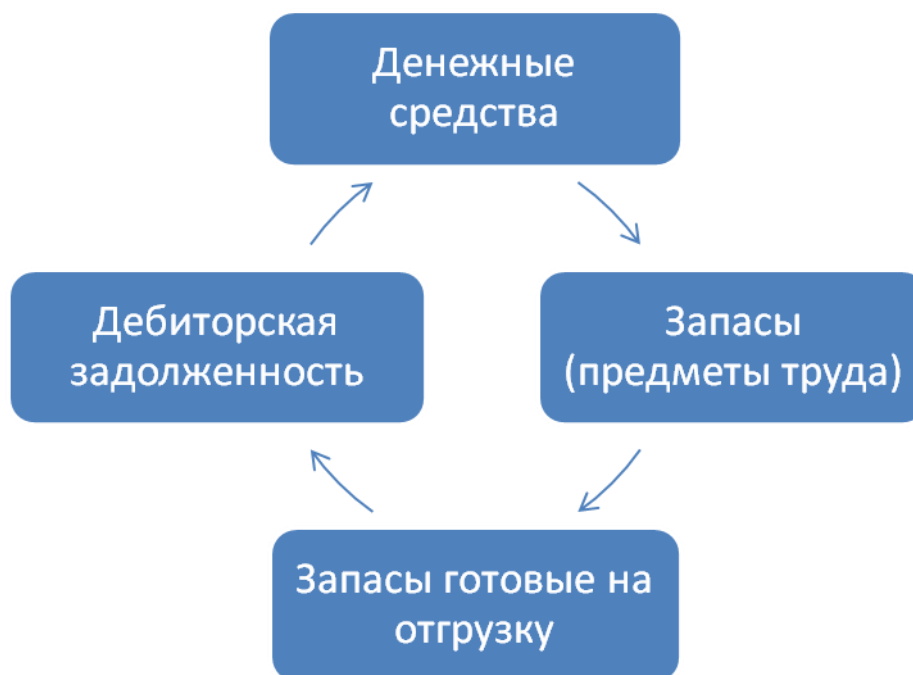 Денежные
средства
Дебиторская
задолженность
Запасы
(предметы труда)
Запасы готовые на
отгрузку